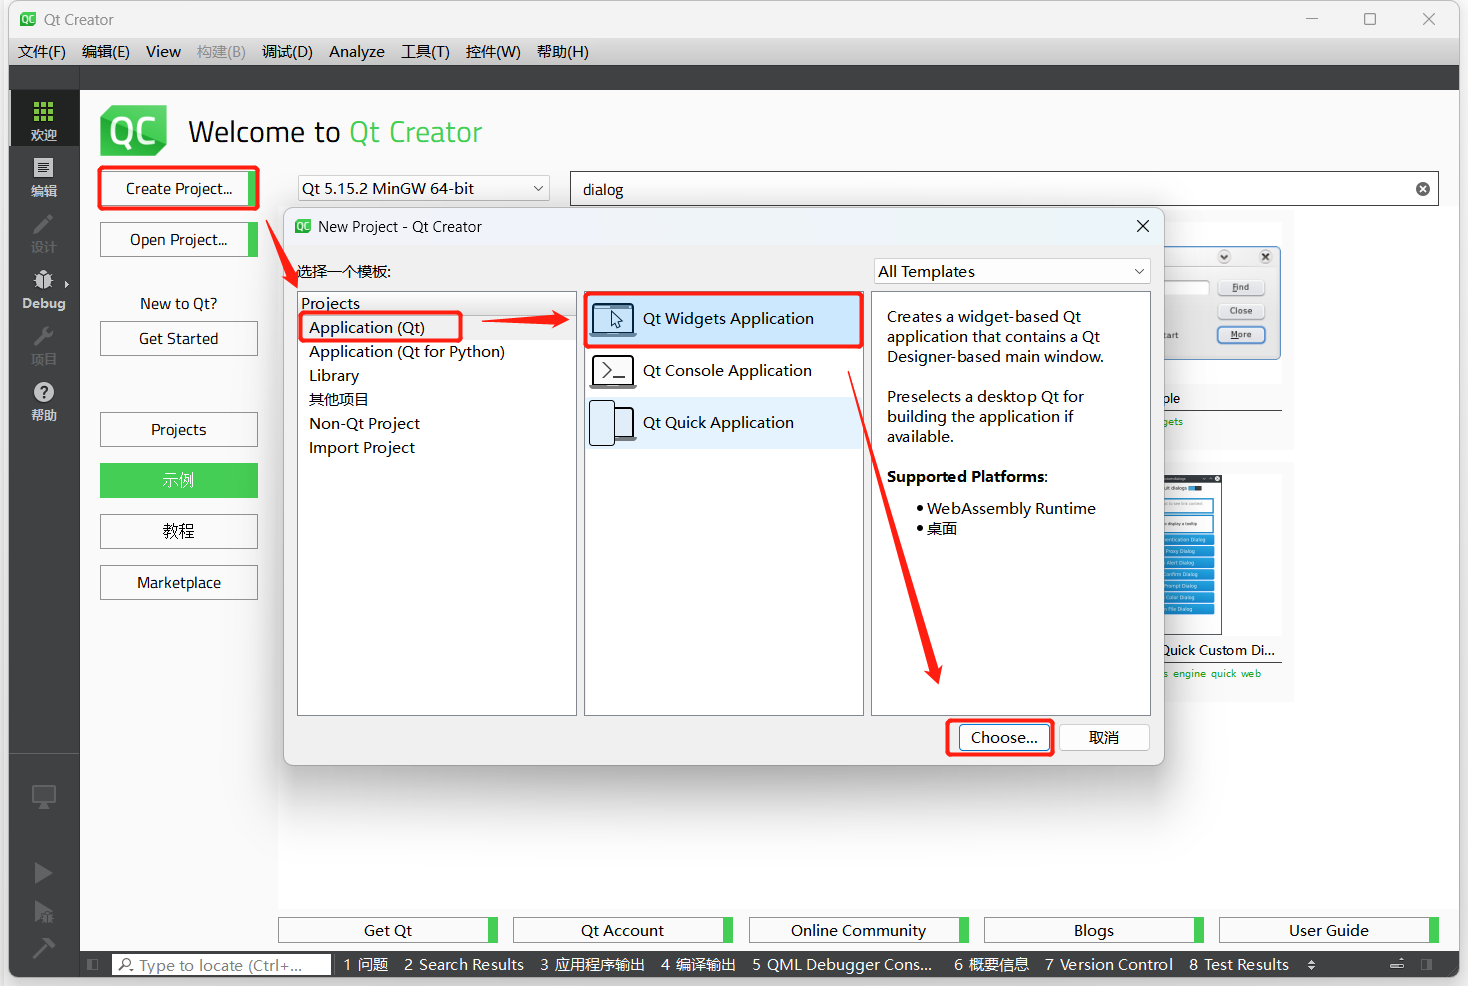 QC Qt Creator
文件(F) 编辑(E) View 构建(B) 调试(D) Analyze 工具(T) 控件(W) 帮助(H)
欢迎
编辑
设计
Debug
项目
帮助
QC Welcome to Qt Creator
Create Project...
Qt 5.15.2 MinGW 64-bit
dialog
Open Project...
New to Qt?
Get Started
Projects
示例
教程
Marketplace
QC New Project - Qt Creator
选择一个模板:
All Templates
Projects
Application (Qt)
Application (Qt for Python)
Library
其他项目
Non-Qt Project
Import Project
Qt Widgets Application
Qt Console Application
Qt Quick Application
Creates a widget-based Qt
application that contains a Qt
Designer-based main window.
Preselects a desktop Qt for
building the application if
available.
Supported Platforms:
WebAssembly Runtime
桌面
Choose...
取消
Find
Close
More
Proxy Dialog
Alert Dialog
Prompt Dialog
Quick Custom Di...
engine quick web
Get Qt
Qt Account
Online Community
Blogs
User Guide
Type to locate (Ctrl+...
1 问题 2 Search Results 3 应用程序输出 4 编译输出 5 QML Debugger Cons... 6 概要信息 7 Version Control 8 Test Results